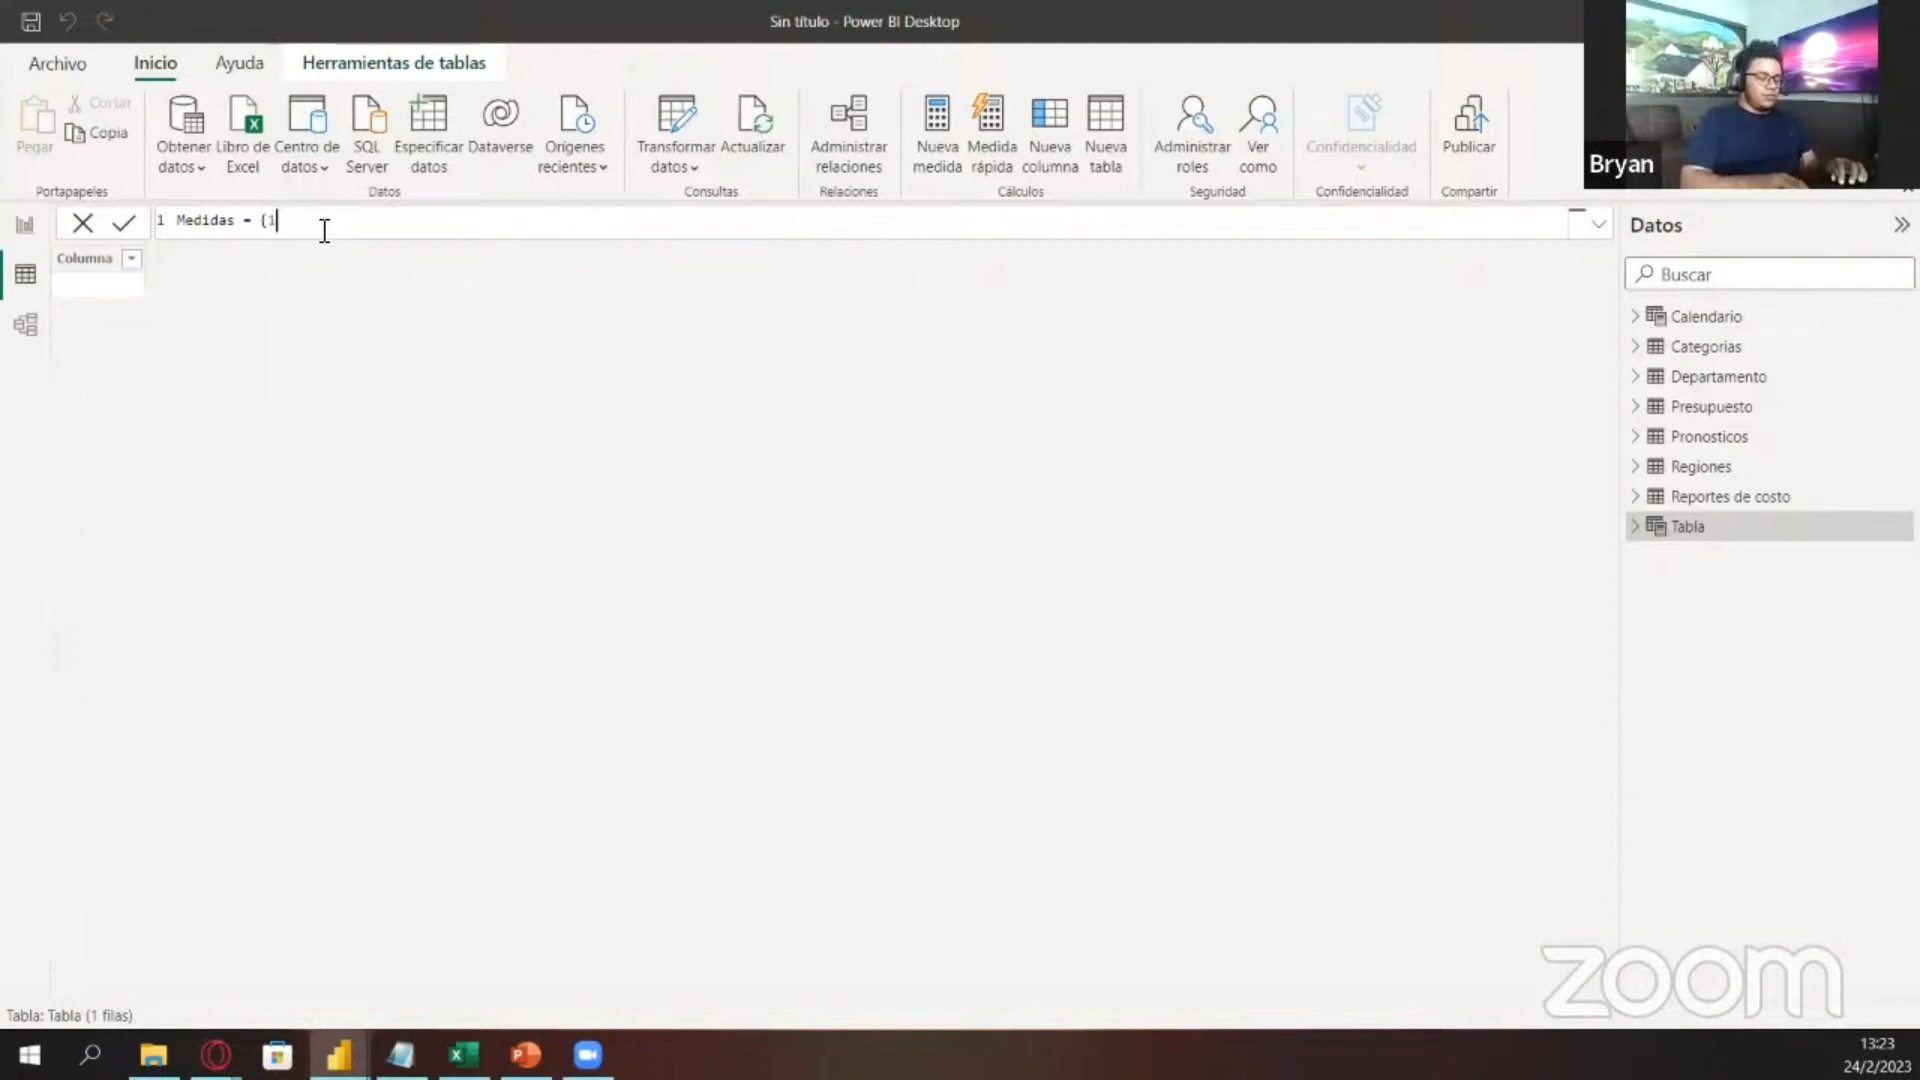 Sin título - Power BI Desktop
Archivo Inicio Ayuda Herramientas de tablas
Pegar
Cortar
Copia
Portapapeles
Obtener datos
Libro de Excel
Centro de datos
SQL Server
Especificar datos
Dataverse
Orígenes recientes
Datos
Transformar datos
Actualizar
Consultas
Administrar relaciones
Relaciones
Nueva medida
Medida rápida
Nueva columna
Nueva tabla
Cálculos
Administrar roles
Ver como
Seguridad
Confidencialidad
Confidencialidad
Publicar
Compartir
Bryan
1 Medidas = {1
Columna
Datos
Buscar
Calendario
Categorias
Departamento
Presupuesto
Pronosticos
Regiones
Reportes de costo
Tabla
zoom
Tabla: Tabla (1 filas)
13:23
24/2/2023